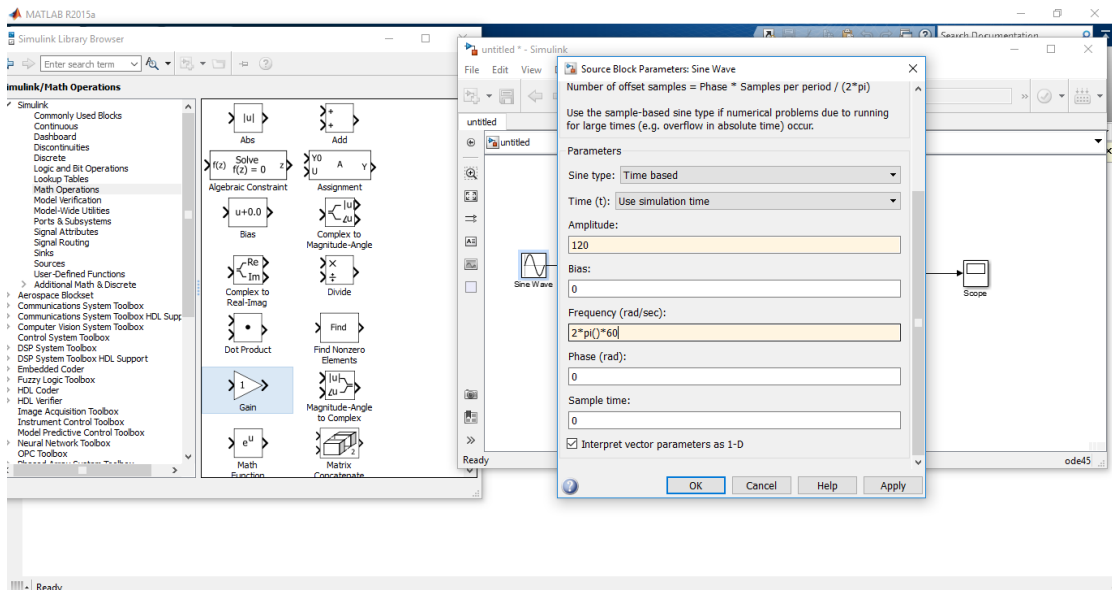 MATLAB R2015a
Search Documentation
Simulink Library Browser
Enter search term
Simulink/Math Operations
Simulink
Commonly Used Blocks
Continuous
Dashboard
Discontinuities
Discrete
Logic and Bit Operations
Lookup Tables
Math Operations
Model Verification
Model-Wide Utilities
Ports & Subsystems
Signal Attributes
Signal Routing
Sinks
Sources
User-Defined Functions
Additional Math & Discrete
Aerospace Blockset
Communications System Toolbox
Communications System Toolbox HDL Supp
Computer Vision System Toolbox
Control System Toolbox
DSP System Toolbox
DSP System Toolbox HDL Support
Embedded Coder
Fuzzy Logic Toolbox
HDL Coder
HDL Verifier
Image Acquisition Toolbox
Instrument Control Toolbox
Model Predictive Control Toolbox
Neural Network Toolbox
OPC Toolbox
|u|
Abs
+
+
Add
f(z) Solve f(z) = 0 z
Algebraic Constraint
Y0
U A Y
Assignment
u+0.0
Bias
|u|
∠u
Complex to
Magnitude-Angle
Re
Im
Complex to
Real-Imag
×
÷
Divide
Dot Product
Find
Find Nonzero
Elements
1
Gain
|u|
∠u
Magnitude-Angle
to Complex
e^u
Math
Function
2
Matrix
Concatenate
untitled * - Simulink
File Edit View
untitled
untitled
Sine Wave
Scope
Ready
ode45
Source Block Parameters: Sine Wave
Number of offset samples = Phase * Samples per period / (2*pi)
Use the sample-based sine type if numerical problems due to running
for large times (e.g. overflow in absolute time) occur.
Parameters
Sine type: Time based
Time (t): Use simulation time
Amplitude:
120
Bias:
0
Frequency (rad/sec):
2*pi()*60
Phase (rad):
0
Sample time:
0
Interpret vector parameters as 1-D
OK Cancel Help Apply
Ready